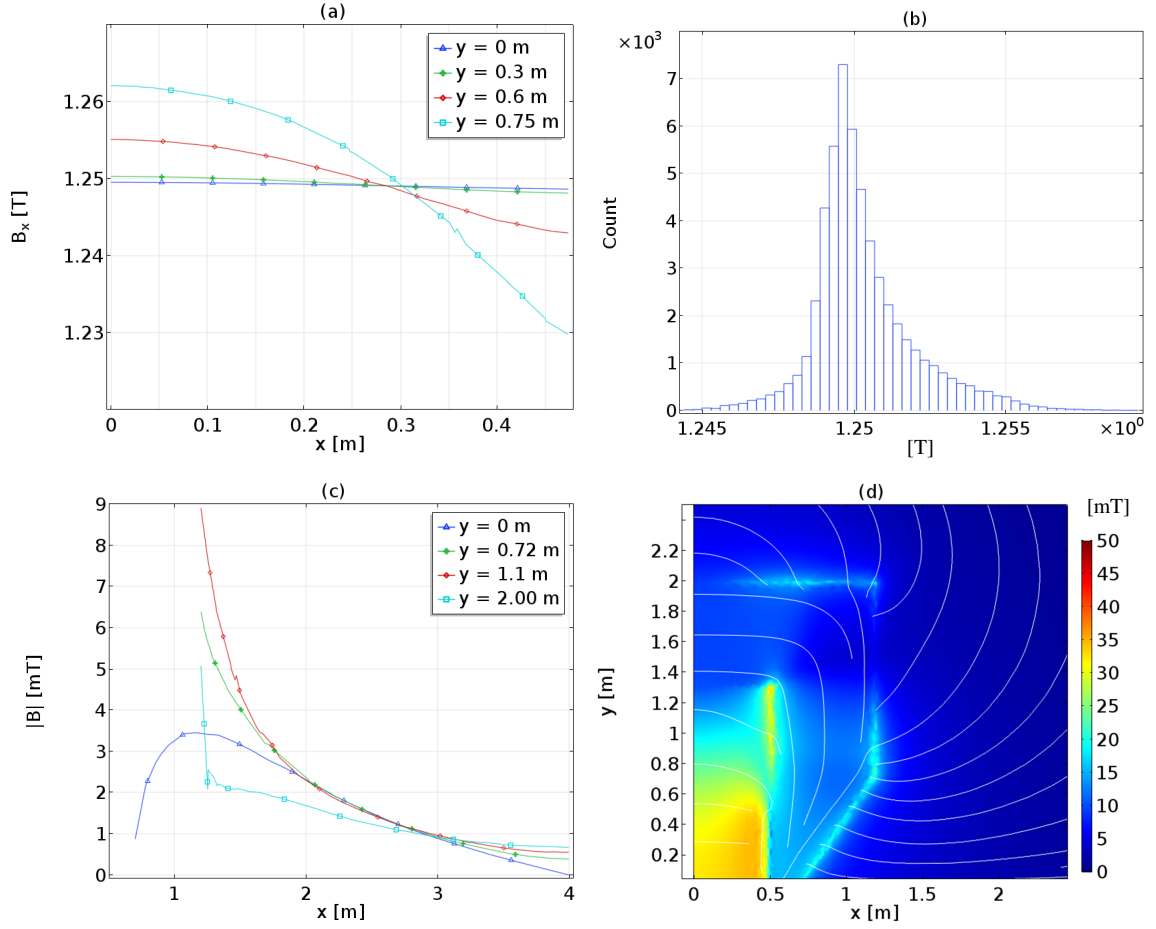 (a)
y = 0 m
y = 0.3 m
y = 0.6 m
y = 0.75 m
1.26
1.25
1.24
1.23
B_x [T]
0 0.1 0.2 0.3 0.4
x [m]
(b)
×10³
7
6
5
4
3
2
1
0
Count
1.245 1.25 1.255 ×10⁰
[T]
(c)
y = 0 m
y = 0.72 m
y = 1.1 m
y = 2.00 m
9
8
7
6
5
4
3
2
1
0
|B| [mT]
1 2 3 4
x [m]
(d)
[mT]
2.2
2
1.8
1.6
1.4
1.2
1
0.8
0.6
0.4
0.2
y [m]
0 0.5 1 1.5 2
x [m]
50
45
40
35
30
25
20
15
10
5
0